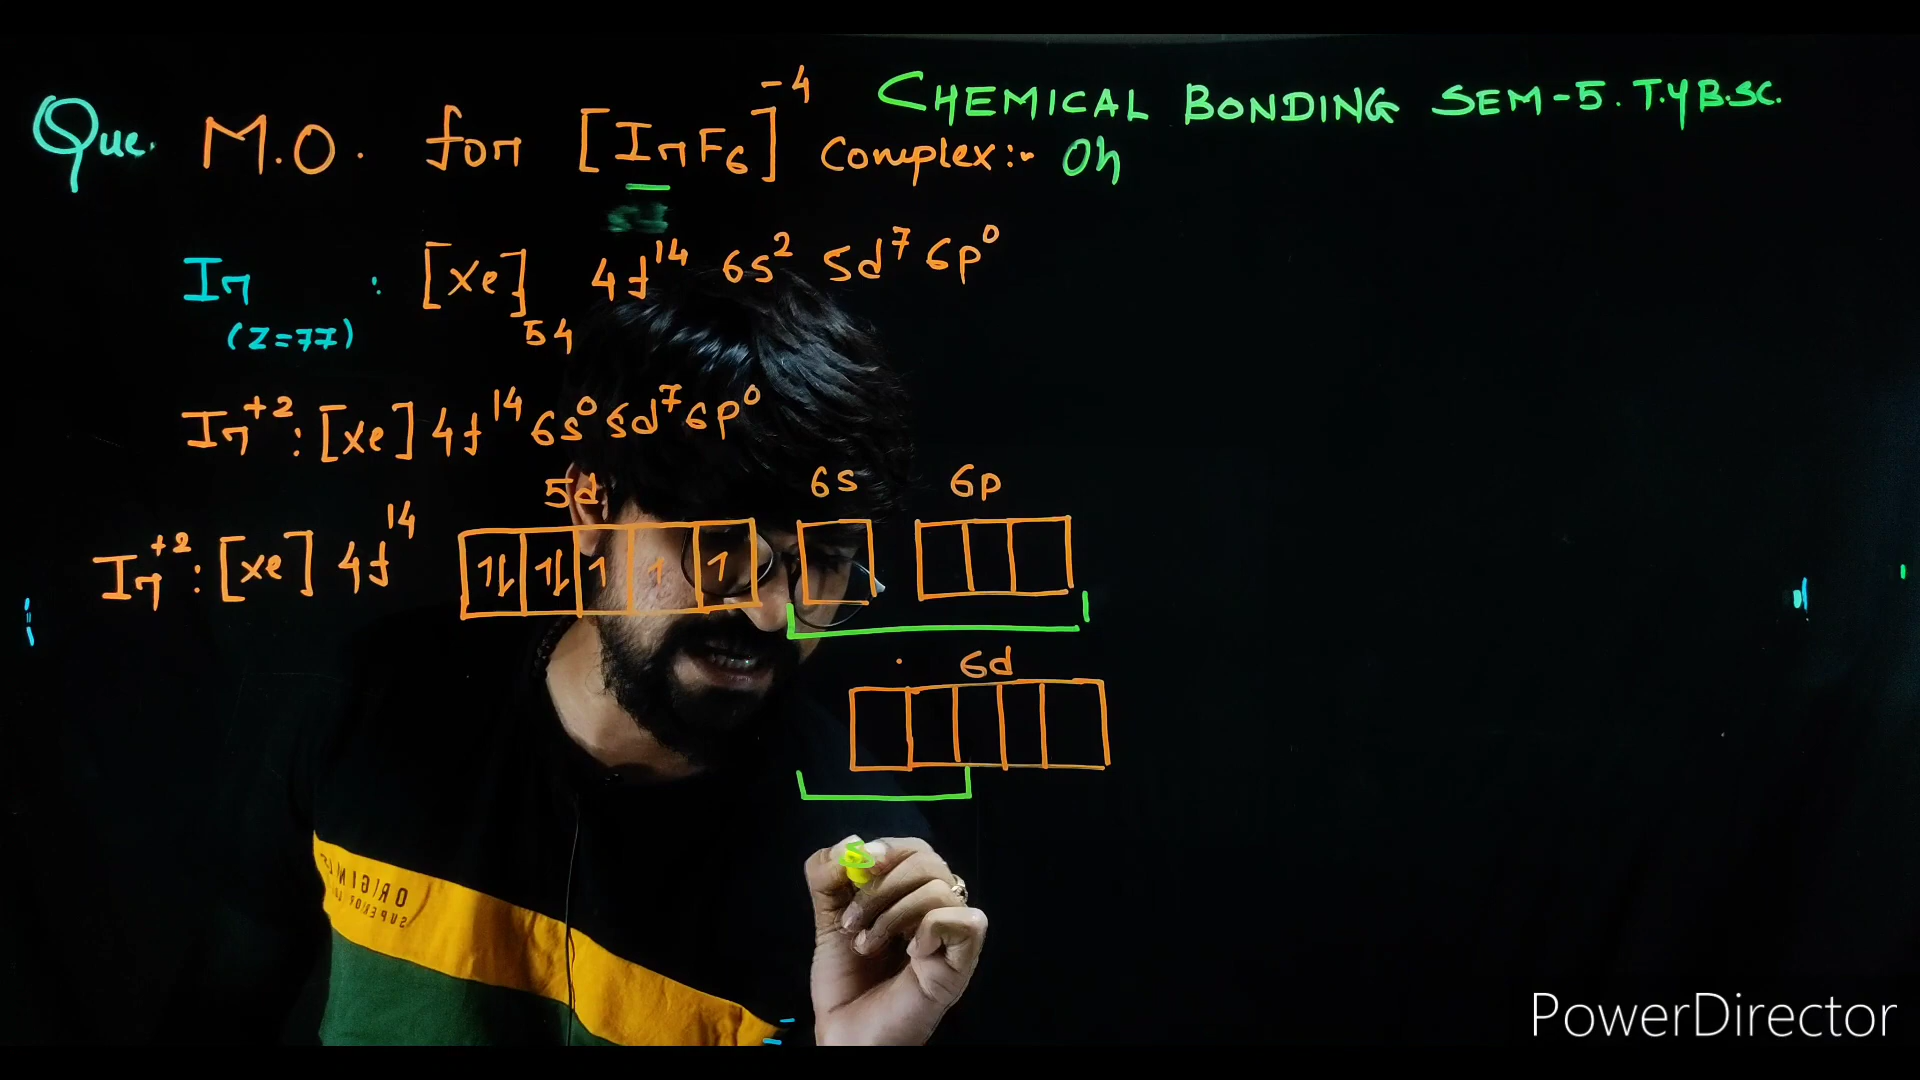 Que. M.O. for [IrF6]-4 Complex:- Oh
CHEMICAL BONDING SEM-5. T.Y B.SC.
Ir : [Xe] 4f14 6s2 5d7 6p0
(Z=77) 54
Ir+2 : [Xe] 4f14 6s0 5d7 6p0
5d 6s 6p
Ir+2 : [Xe] 4f14 1⇂ 1⇂ 1 1 1
6d
ORIGIN
SUPERIOR
PowerDirector